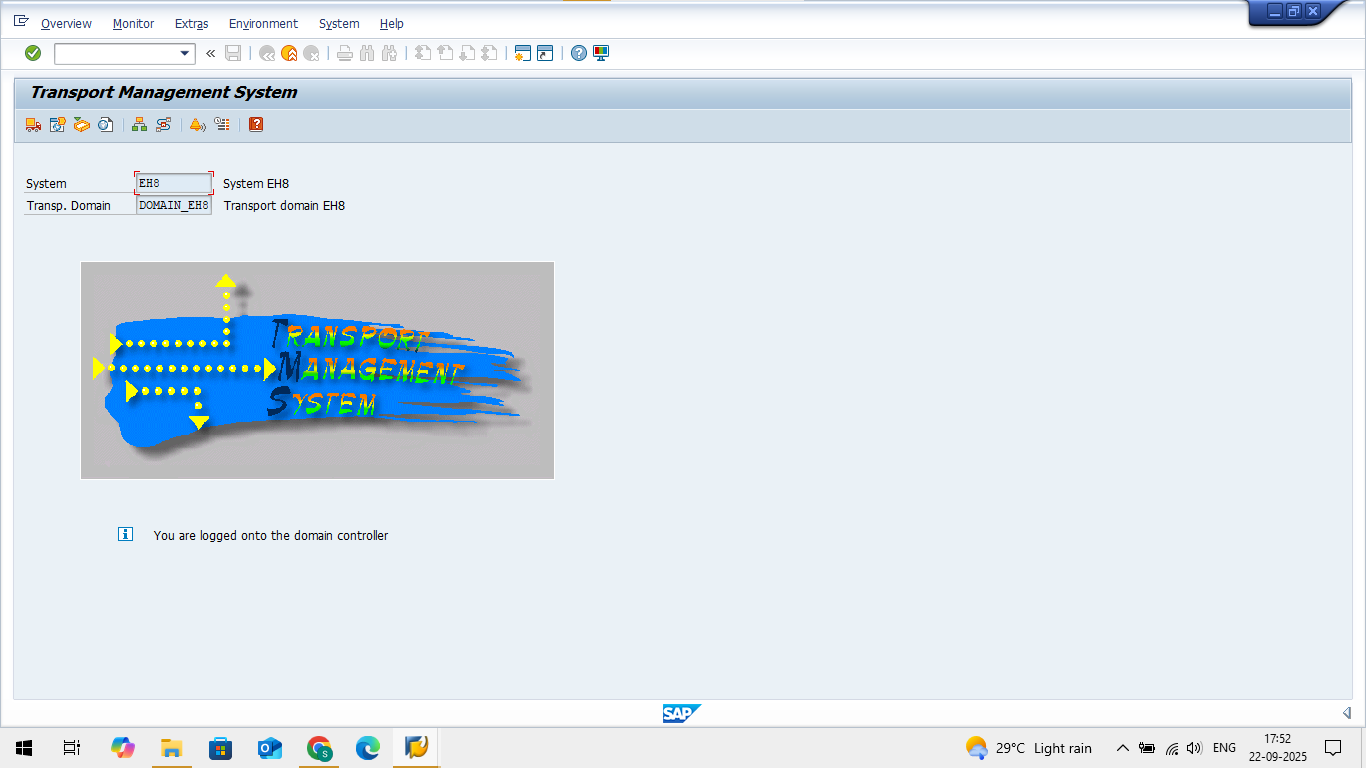 Overview Monitor Extras Environment System Help
Transport Management System
System EH8 System EH8
Transp. Domain DOMAIN_EH8 Transport domain EH8
TRANSPORT
MANAGEMENT
SYSTEM
You are logged onto the domain controller
SAP
29°C Light rain ENG 17:52
22-09-2025